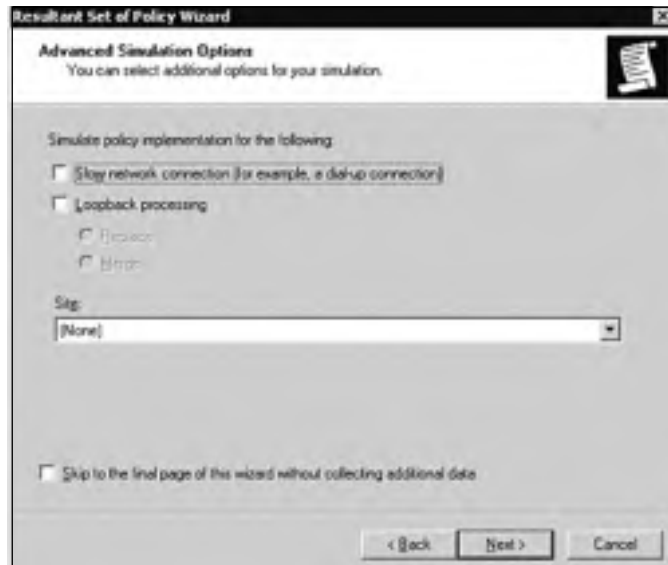 Resultant Set of Policy Wizard
Advanced Simulation Options
You can select additional options for your simulation.
Simulate policy implementation for the following:
Slow network connection (for example, a dial-up connection)
Loopback processing
Replace
Merge
Site:
(None)
Skip to the final page of this wizard without collecting additional data
< Back
Next >
Cancel